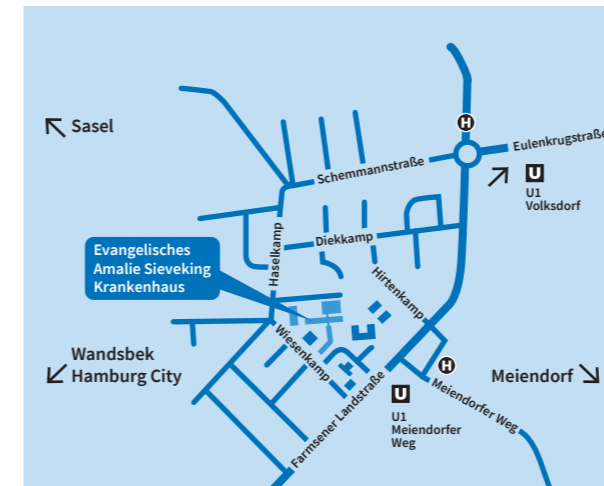 H
Sasel
Eulenkrugstraße
Schemmannstraße
U
U1
Volksdorf
Diekkamp
Haselkamp
Evangelisches
Amalie Sieveking
Krankenhaus
Hirtenkamp
Wiesenkamp
Wandsbek
Hamburg City
H
Meiendorf
Farmsener Landstraße
U
U1
Meiendorfer
Weg
Meiendorfer Weg